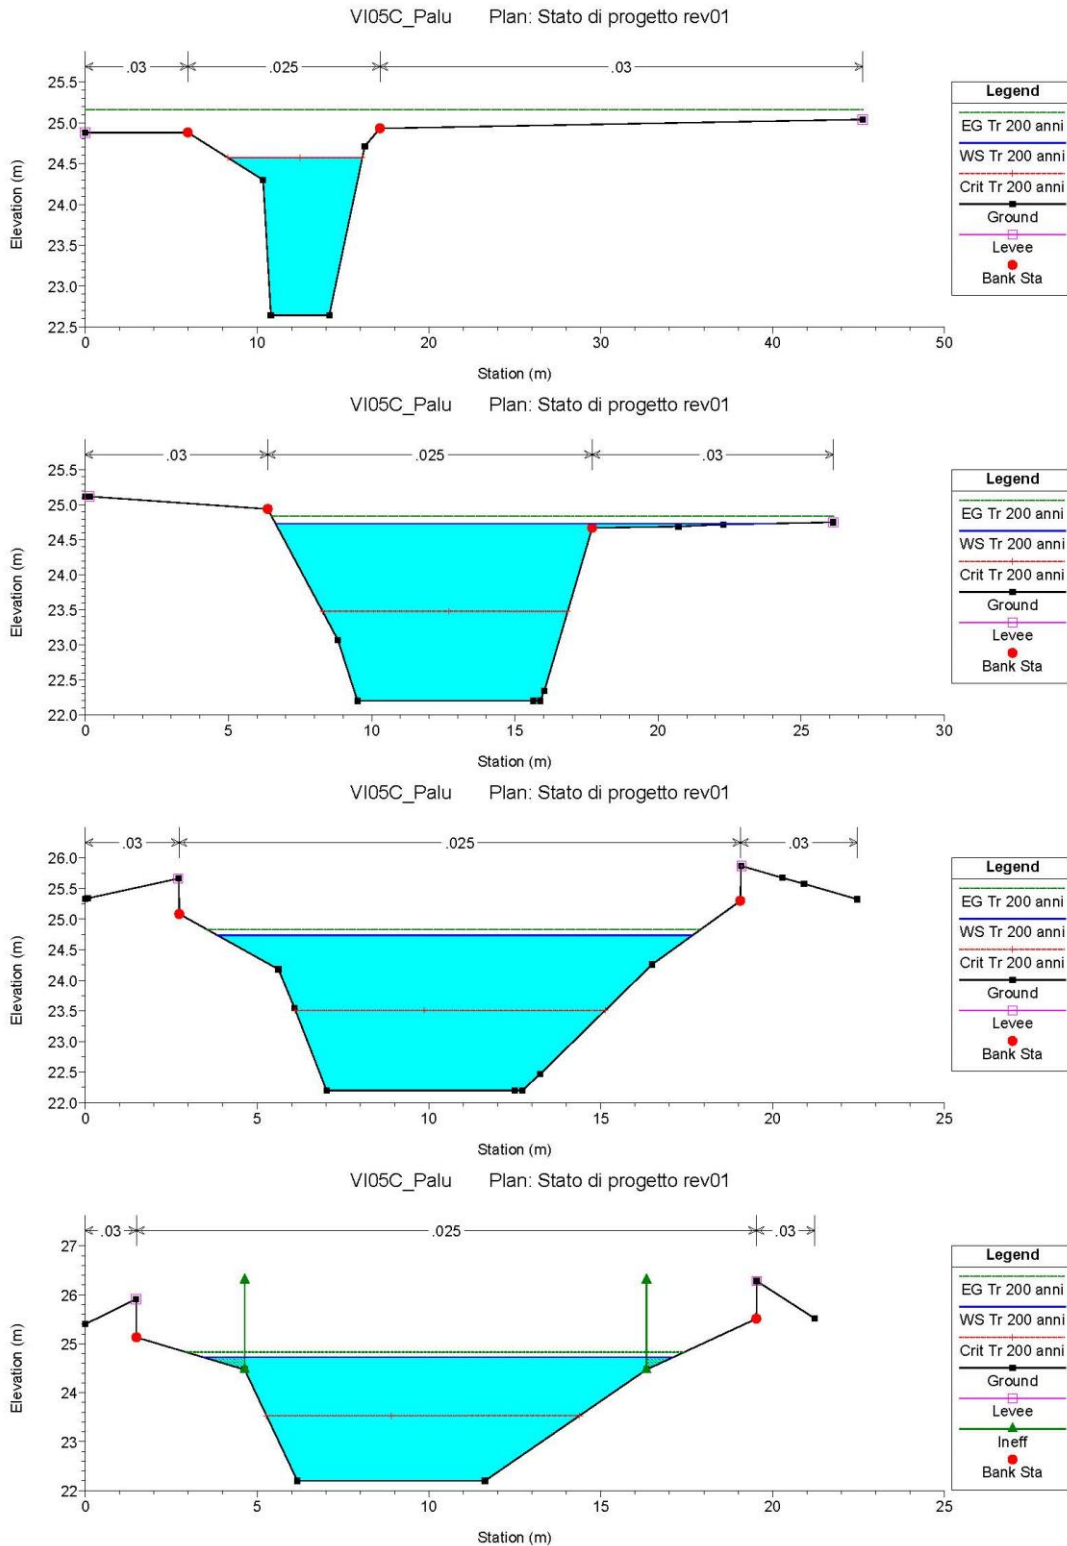 VI05C_Palu Plan: Stato di progetto rev01
.03 .025 .03
25.5
25.0
24.5
24.0
23.5
23.0
22.5
Elevation (m)
0 10 20 30 40 50
Station (m)
Legend
EG Tr 200 anni
WS Tr 200 anni
Crit Tr 200 anni
Ground
Levee
Bank Sta
VI05C_Palu Plan: Stato di progetto rev01
.03 .025 .03
25.5
25.0
24.5
24.0
23.5
23.0
22.5
22.0
Elevation (m)
0 5 10 15 20 25 30
Station (m)
Legend
EG Tr 200 anni
WS Tr 200 anni
Crit Tr 200 anni
Ground
Levee
Bank Sta
VI05C_Palu Plan: Stato di progetto rev01
.03 .025 .03
26.0
25.5
25.0
24.5
24.0
23.5
23.0
22.5
22.0
Elevation (m)
0 5 10 15 20 25
Station (m)
Legend
EG Tr 200 anni
WS Tr 200 anni
Crit Tr 200 anni
Ground
Levee
Bank Sta
VI05C_Palu Plan: Stato di progetto rev01
.03 .025 .03
27
26
25
24
23
22
Elevation (m)
0 5 10 15 20 25
Station (m)
Legend
EG Tr 200 anni
WS Tr 200 anni
Crit Tr 200 anni
Ground
Levee
Ineff
Bank Sta